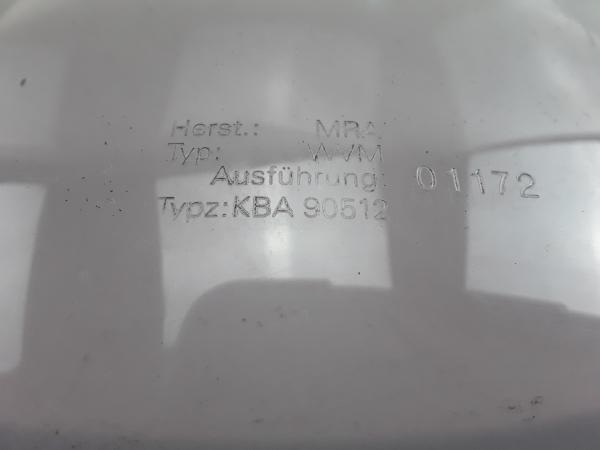 Herst.: MRA
Typ: WVM
Ausführung: 01172
Typz: KBA 90512